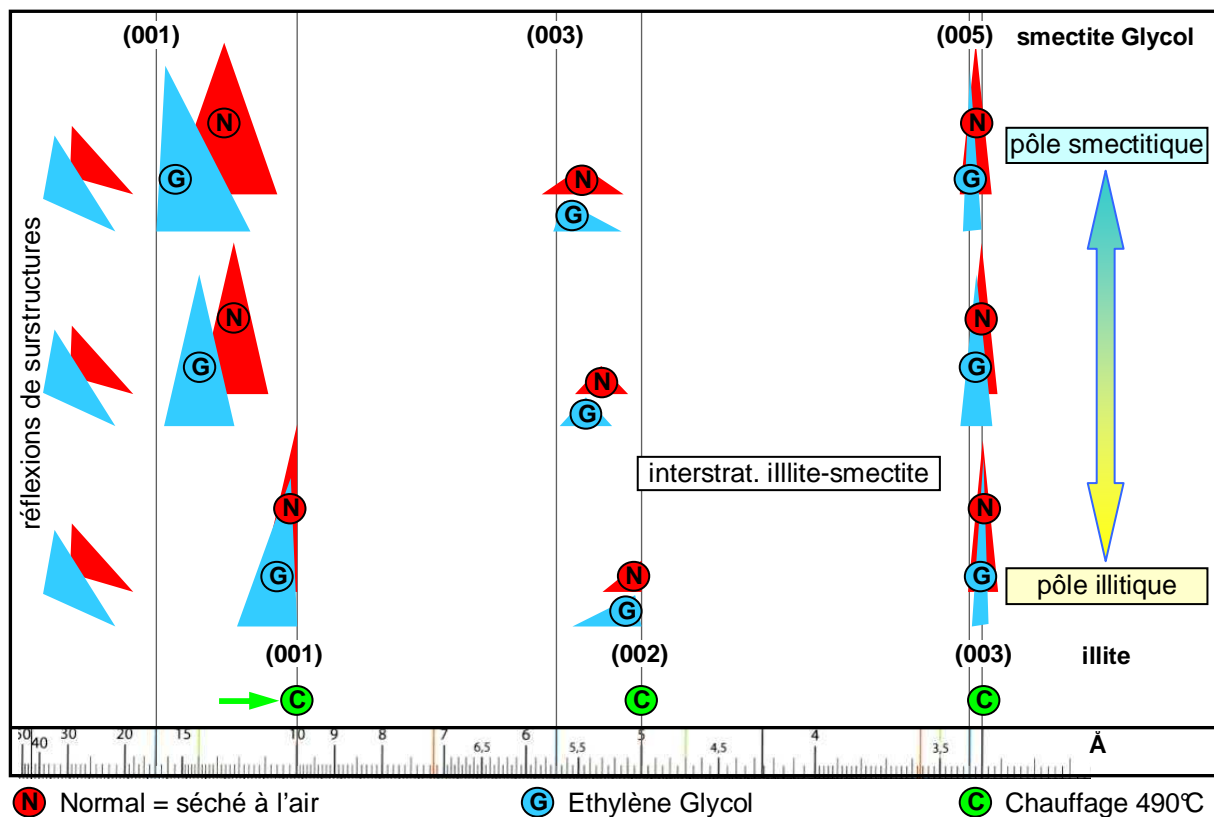 (001) (003) (005) smectite Glycol
N
N
N
pôle smectitique
G
G
G
réflexions de surstructures
N
N
N
G
G
G
interstrat. illlite-smectite
N
N
N
G
G
G
pôle illitique
(001) (002) (003) illite
C C C
50 40 30 20 15 10 9 8 7 6,5 6 5,5 5 4,5 4 3,5 Å
N Normal = séché à l'air G Ethylène Glycol C Chauffage 490℃